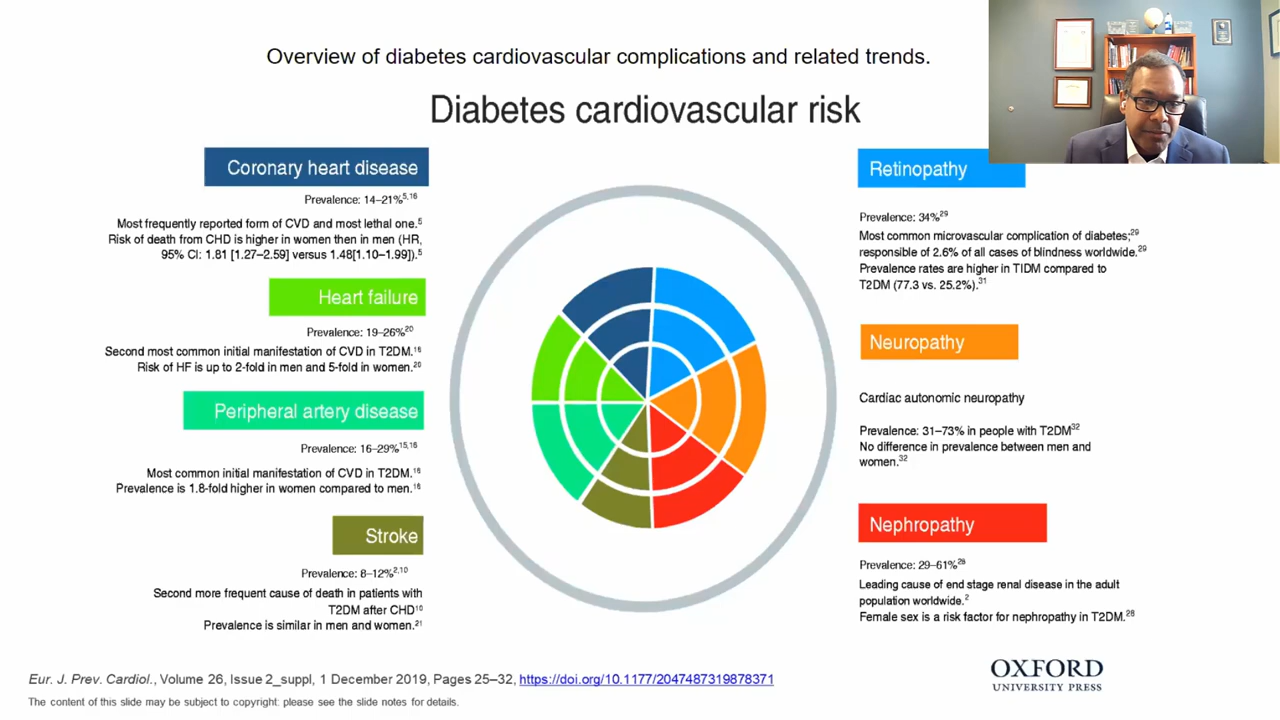 Overview of diabetes cardiovascular complications and related trends.
Diabetes cardiovascular risk
Coronary heart disease
Prevalence: 14–21%5,16
Most frequently reported form of CVD and most lethal one.5
Risk of death from CHD is higher in women then in men (HR,
95% CI: 1.81 [1.27–2.59] versus 1.48[1.10–1.99]).5
Heart failure
Prevalence: 19–26%20
Second most common initial manifestation of CVD in T2DM.16
Risk of HF is up to 2-fold in men and 5-fold in women.20
Peripheral artery disease
Prevalence: 16–29%15,16
Most common initial manifestation of CVD in T2DM.16
Prevalence is 1.8-fold higher in women compared to men.16
Stroke
Prevalence: 8–12%2,10
Second more frequent cause of death in patients with
T2DM after CHD10
Prevalence is similar in men and women.21
Retinopathy
Prevalence: 34%29
Most common microvascular complication of diabetes;29
responsible of 2.6% of all cases of blindness worldwide.29
Prevalence rates are higher in TIDM compared to
T2DM (77.3 vs. 25.2%).31
Neuropathy
Cardiac autonomic neuropathy
Prevalence: 31–73% in people with T2DM32
No difference in prevalence between men and
women.32
Nephropathy
Prevalence: 29–61%28
Leading cause of end stage renal disease in the adult
population worldwide.2
Female sex is a risk factor for nephropathy in T2DM.28
Eur. J. Prev. Cardiol., Volume 26, Issue 2_suppl, 1 December 2019, Pages 25–32, https://doi.org/10.1177/2047487319878371
The content of this slide may be subject to copyright: please see the slide notes for details.
OXFORD
UNIVERSITY PRESS